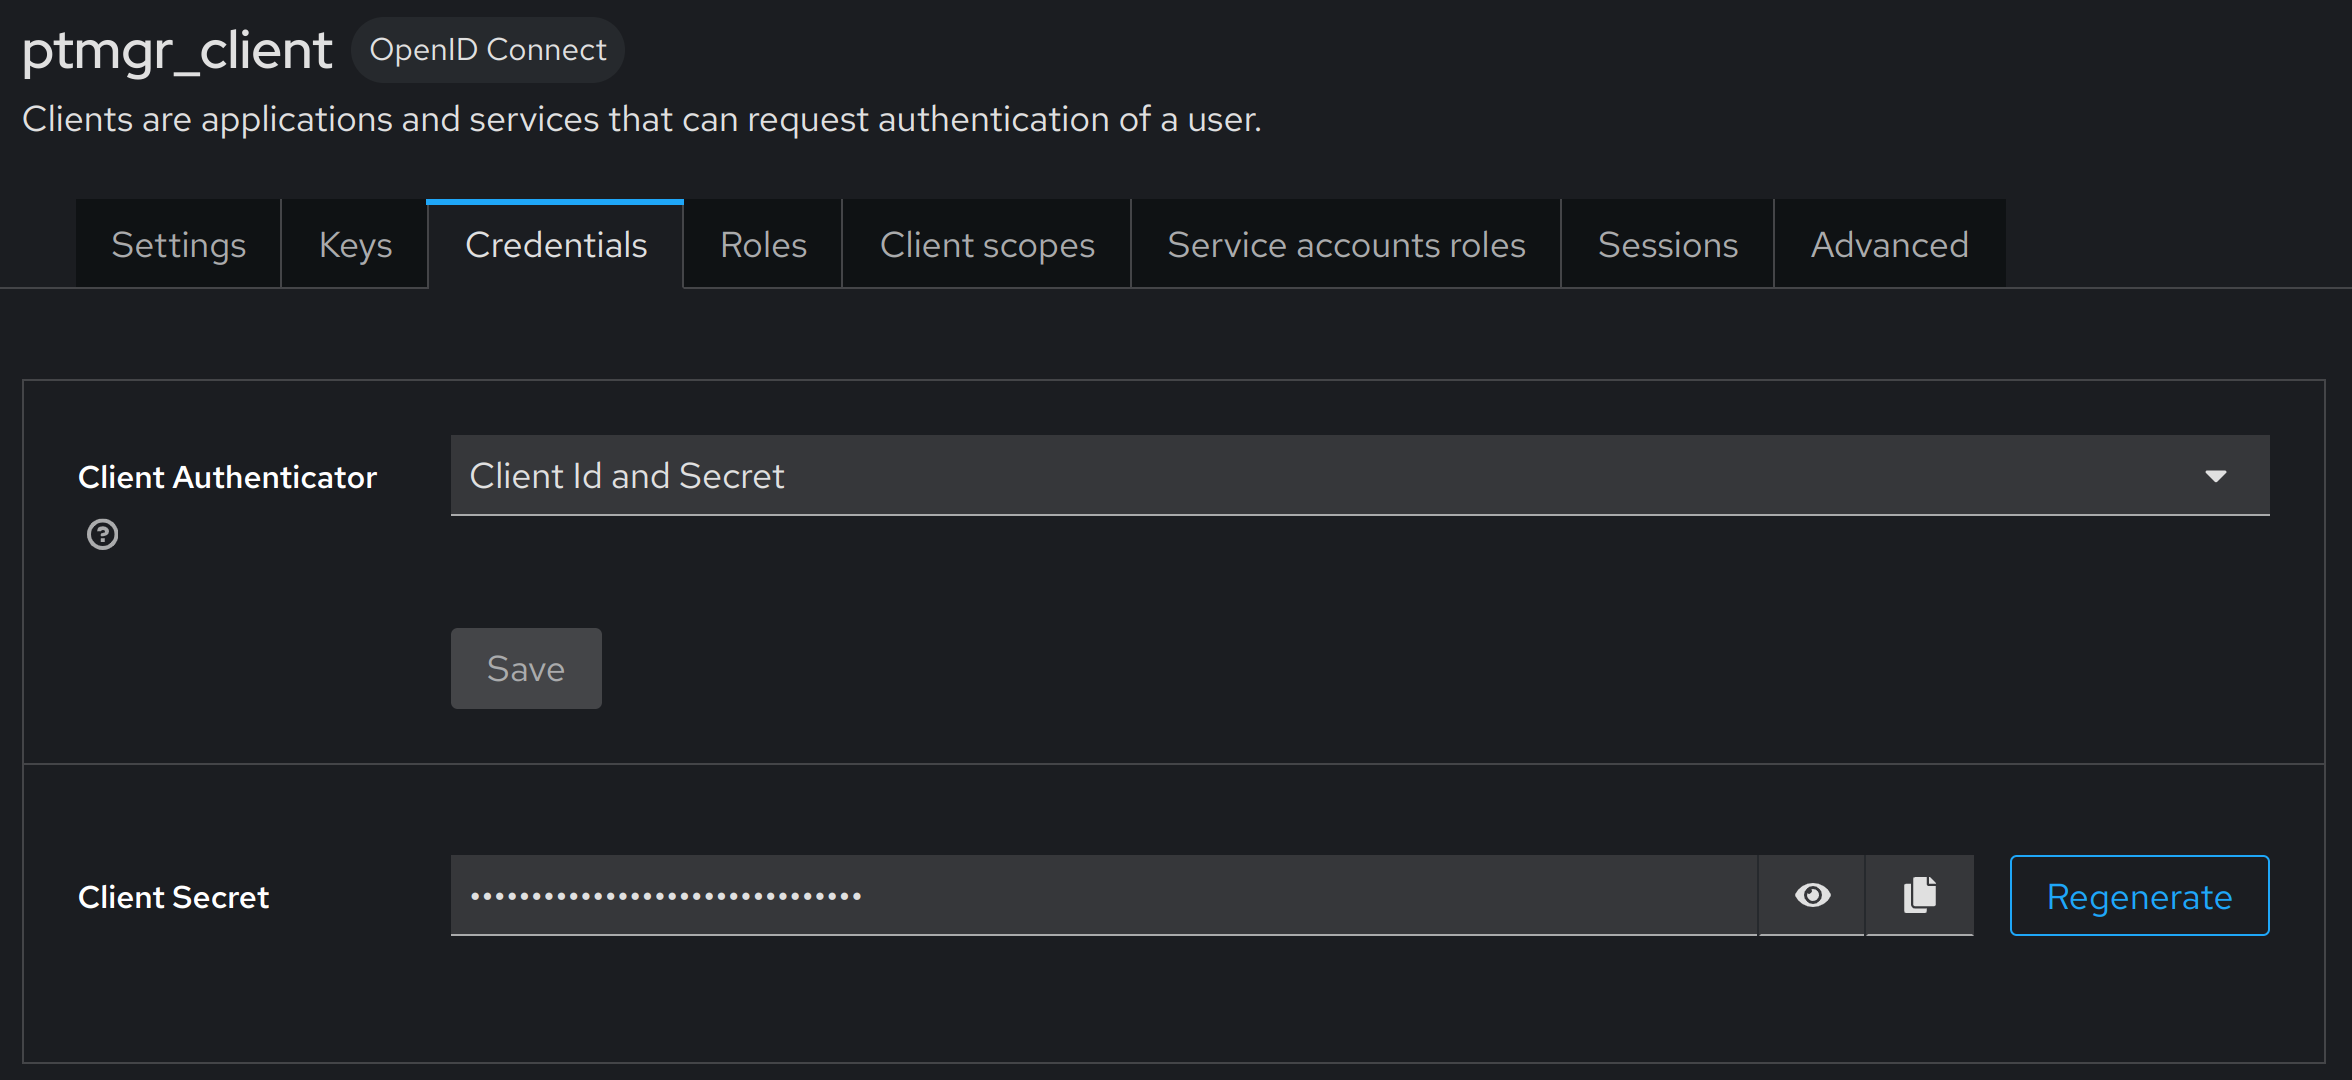 ptmgr_client OpenID Connect
Clients are applications and services that can request authentication of a user.
Settings Keys Credentials Roles Client scopes Service accounts roles Sessions Advanced
Client Authenticator Client Id and Secret
Save
Client Secret •••••••••••••••••••••••••••••••• Regenerate